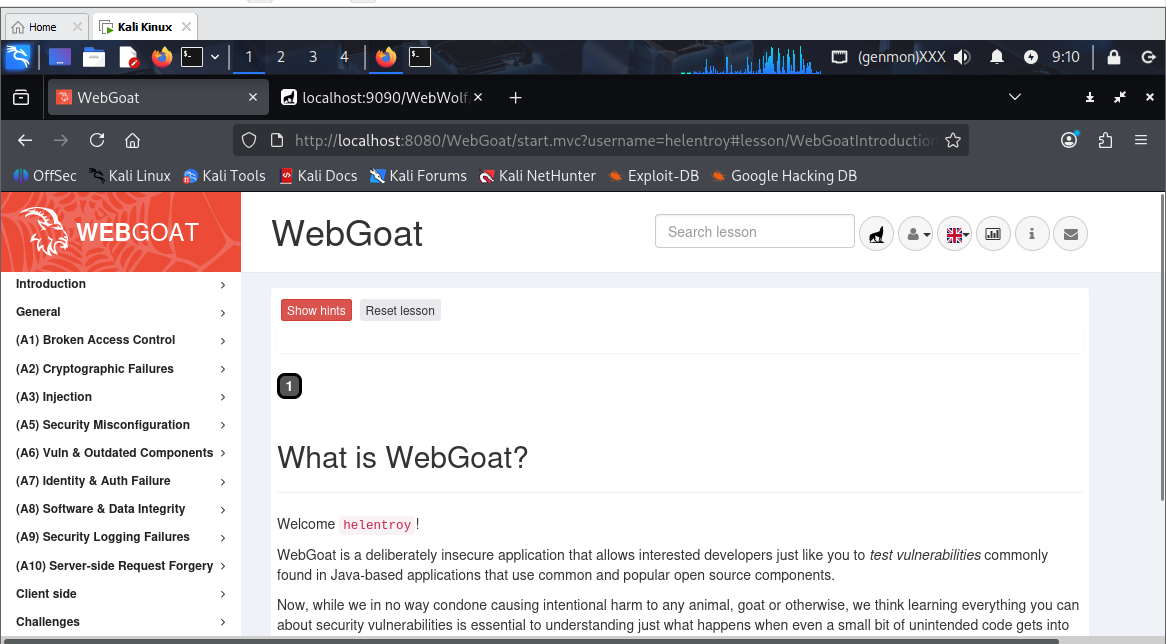 Home
Kali Kinux
1 2 3 4 (genmon)XXX 9:10
WebGoat
localhost:9090/WebWolf
http://localhost:8080/WebGoat/start.mvc?username=helentroy#lesson/WebGoatIntroduction
OffSec Kali Linux Kali Tools Kali Docs Kali Forums Kali NetHunter Exploit-DB Google Hacking DB
WEBGOAT
WebGoat
Search lesson
Introduction
General
(A1) Broken Access Control
(A2) Cryptographic Failures
(A3) Injection
(A5) Security Misconfiguration
(A6) Vuln & Outdated Components
(A7) Identity & Auth Failure
(A8) Software & Data Integrity
(A9) Security Logging Failures
(A10) Server-side Request Forgery
Client side
Challenges
Show hints Reset lesson
1
What is WebGoat?
Welcome helentroy!
WebGoat is a deliberately insecure application that allows interested developers just like you to test vulnerabilities commonly
found in Java-based applications that use common and popular open source components.
Now, while we in no way condone causing intentional harm to any animal, goat or otherwise, we think learning everything you can
about security vulnerabilities is essential to understanding just what happens when even a small bit of unintended code gets into